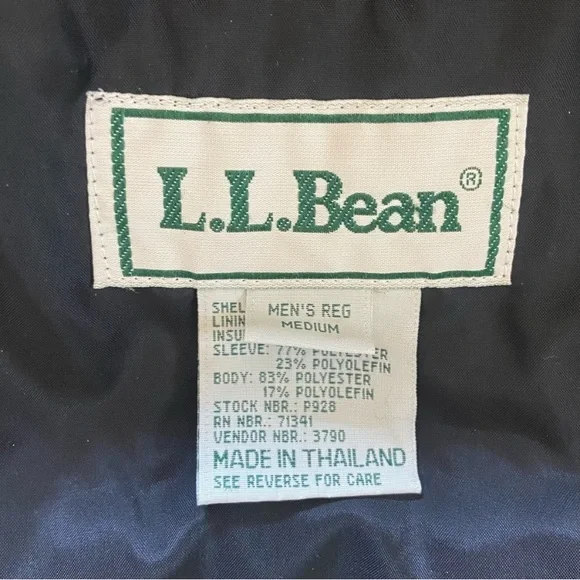 L.L.Bean®
MEN'S REG
MEDIUM
SLEEVE: 77% POLYESTER
23% POLYOLEFIN
BODY: 83% POLYESTER
17% POLYOLEFIN
STOCK NBR.: P928
RN NBR.: 71341
VENDOR NBR.: 3790
MADE IN THAILAND
SEE REVERSE FOR CARE